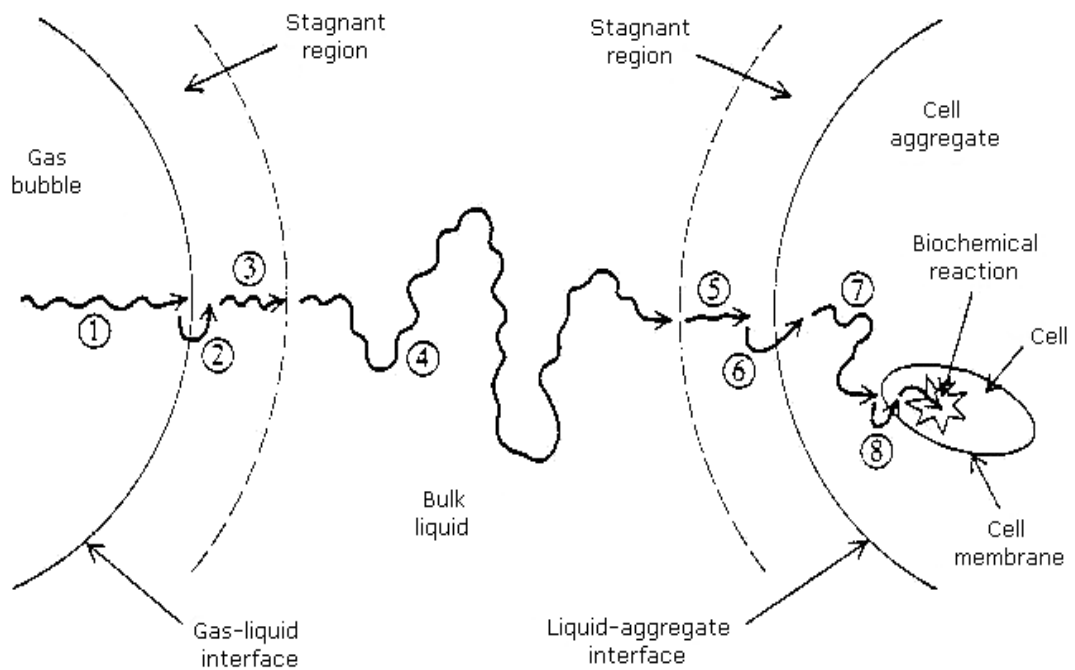 Stagnant
region
Stagnant
region
Gas
bubble
Cell
aggregate
Biochemical
reaction
Cell
1
2
3
4
5
6
7
8
Bulk
liquid
Cell
membrane
Gas-liquid
interface
Liquid-aggregate
interface